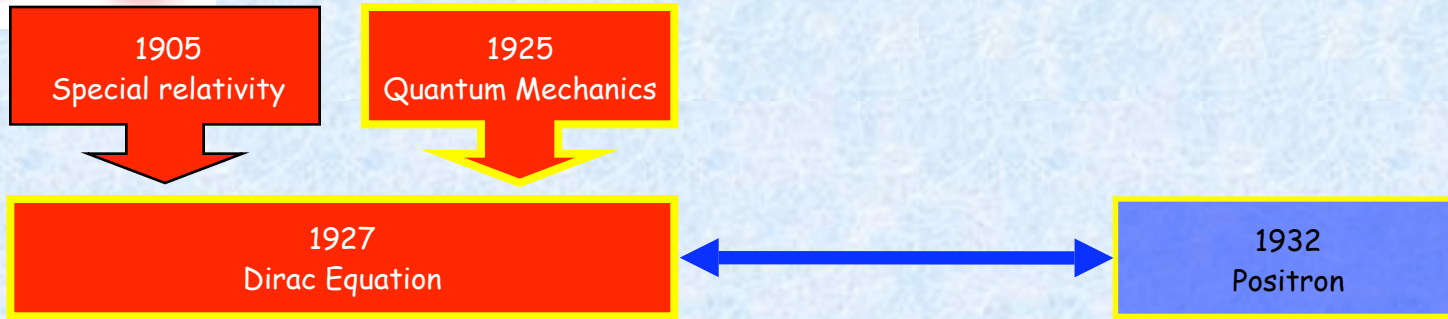 1905
Special relativity
1925
Quantum Mechanics
1927
Dirac Equation
1932
Positron